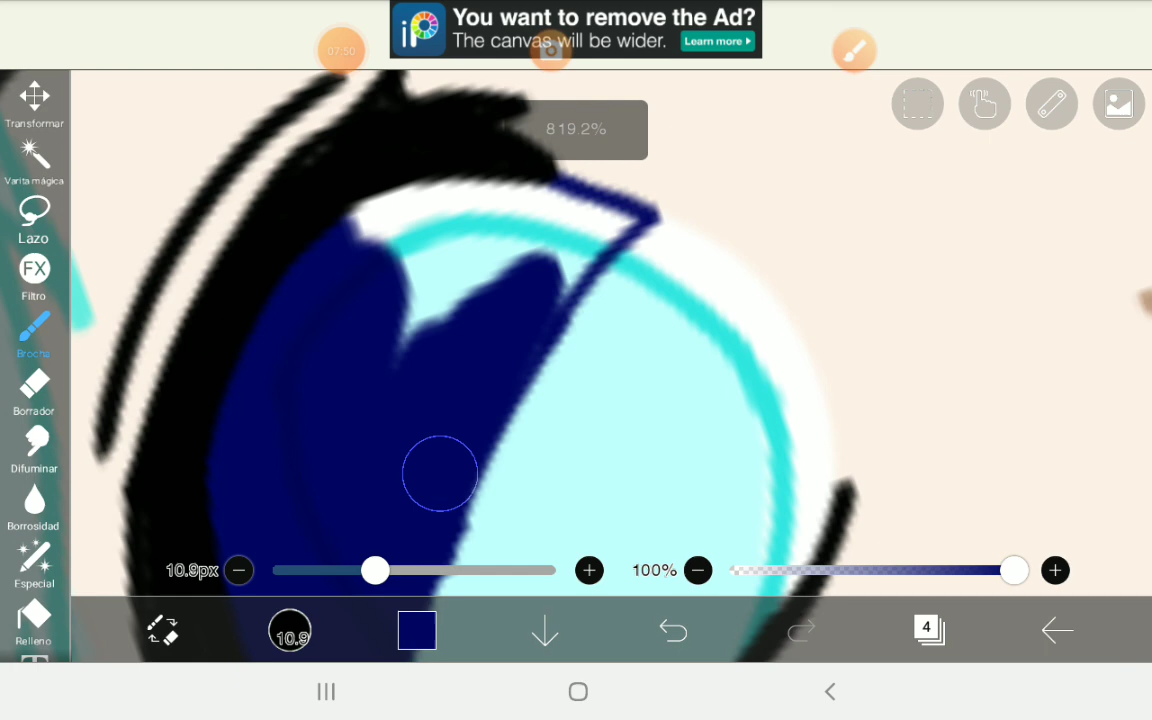 You want to remove the Ad?
iP
The canvas will be wider.
Learn more
07:50
819.2%
Transformar
Varita mágica
Lazo
FX
Filtro
Brocha
Borrador
Difuminar
Borrosidad
Especial
Relleno
T
10.9px
100%
10.9
4